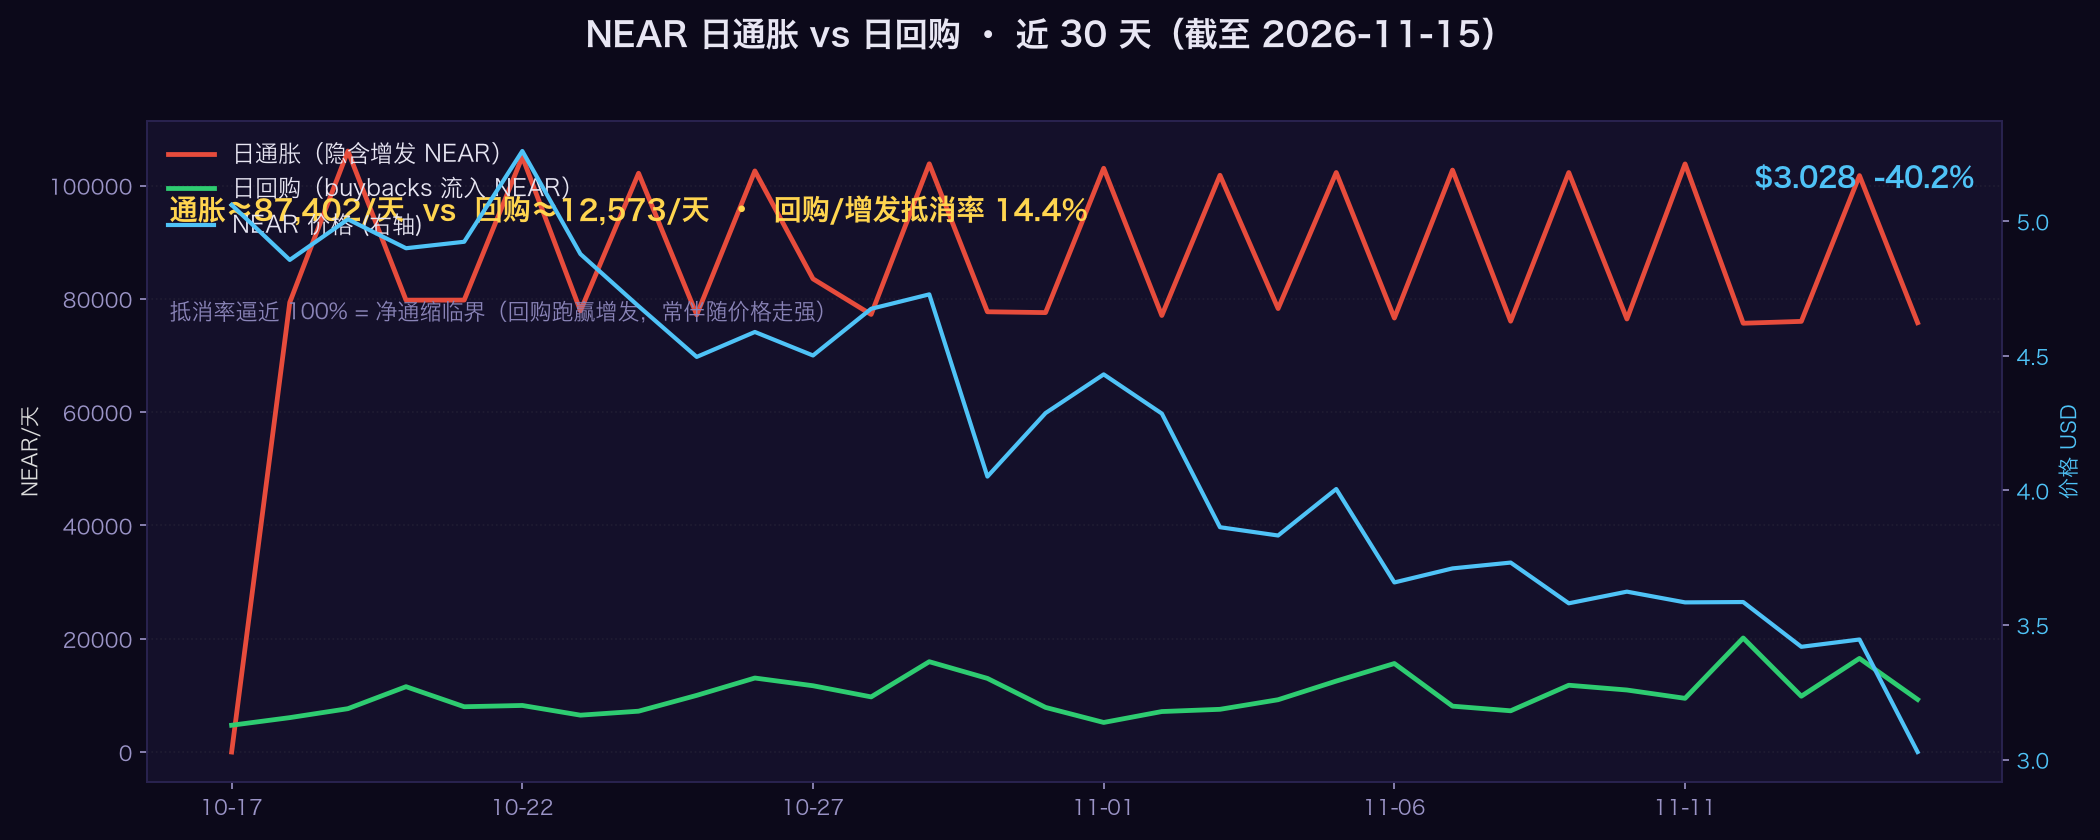 NEAR 日通胀 vs 日回购 · 近 30 天（截至 2026-11-15）
日通胀（隐含增发 NEAR）
日回购（buybacks 流入 NEAR）
通胀≈87,402/天 vs 回购≈12,573/天 · 回购/增发抵消率 14.4%
NEAR 价格 (右轴)
$3.028 -40.2%
抵消率逼近 100% = 净通缩临界（回购跑赢增发，常伴随价格走强）
NEAR/天
100000
80000
60000
40000
20000
0
5.0
4.5
4.0
3.5
3.0
价格 USD
10-17
10-22
10-27
11-01
11-06
11-11